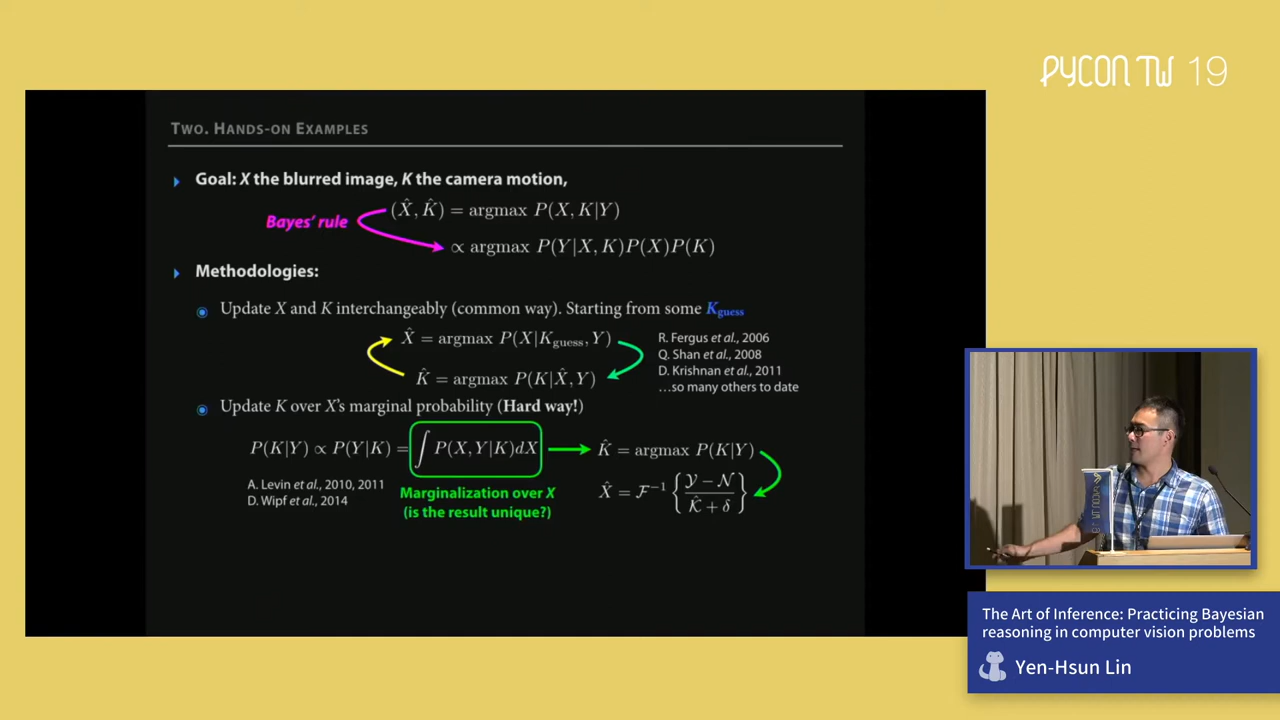 PYCON TW 19
TWO. HANDS-ON EXAMPLES
Goal: X the blurred image, K the camera motion,
Bayes' rule
(X̂, K̂) = argmax P(X, K|Y)
∝ argmax P(Y|X, K)P(X)P(K)
Methodologies:
Update X and K interchangeably (common way). Starting from some K_guess
X̂ = argmax P(X|K_guess, Y)
K̂ = argmax P(K|X̂, Y)
R. Fergus et al., 2006
Q. Shan et al., 2008
D. Krishnan et al., 2011
...so many others to date
Update K over X's marginal probability (Hard way!)
P(K|Y) ∝ P(Y|K) = ∫ P(X, Y|K)dX
K̂ = argmax P(K|Y)
A. Levin et al., 2010, 2011
D. Wipf et al., 2014
Marginalization over X
(is the result unique?)
X̂ = F⁻¹ { (Y − N) / (K̂ + δ) }
The Art of Inference: Practicing Bayesian
reasoning in computer vision problems
Yen-Hsun Lin